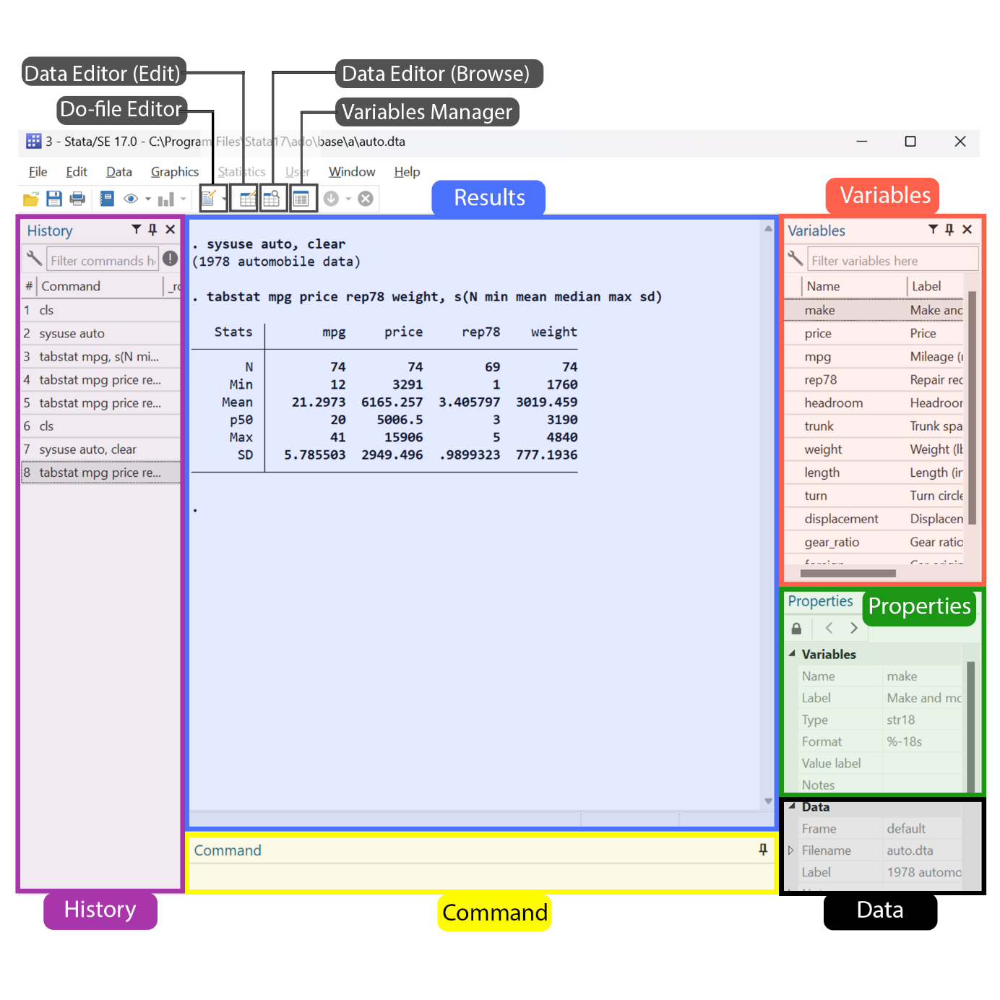 Data Editor (Edit)
Data Editor (Browse)
Do-file Editor
Variables Manager
3 - Stata/SE 17.0 - C:\Program Files\Stata17\ado\base\a\auto.dta
File Edit Data Graphics Statistics User Window Help
Results
Variables
History
Filter commands h
# Command
1 cls
2 sysuse auto
3 tabstat mpg, s(N mi...
4 tabstat mpg price re...
5 tabstat mpg price re...
6 cls
7 sysuse auto, clear
8 tabstat mpg price re...
. sysuse auto, clear
(1978 automobile data)
. tabstat mpg price rep78 weight, s(N min mean median max sd)
Stats mpg price rep78 weight
N 74 74 69 74
Min 12 3291 1 1760
Mean 21.2973 6165.257 3.405797 3019.459
p50 20 5006.5 3 3190
Max 41 15906 5 4840
SD 5.785503 2949.496 .9899323 777.1936
.
Variables
Filter variables here
Name Label
make Make and
price Price
mpg Mileage (
rep78 Repair rec
headroom Headroor
trunk Trunk spa
weight Weight (lb
length Length (in
turn Turn circle
displacement Displacem
gear_ratio Gear ratio
Properties
Properties
Variables
Name make
Label Make and mo
Type str18
Format %-18s
Value label
Notes
Data
Frame default
Filename auto.dta
Label 1978 automo
Command
History
Command
Data